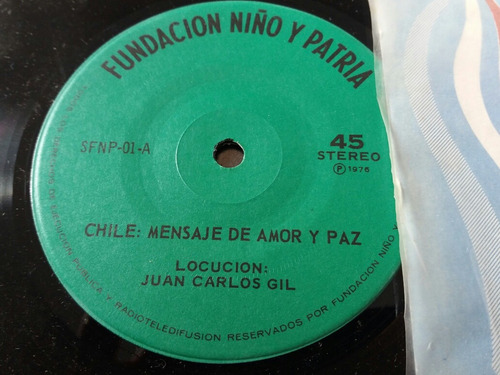 FUNDACION NIÑO Y PATRIA
SFNP-01-A
45
STEREO
Ⓟ 1976
CHILE: MENSAJE DE AMOR Y PAZ
LOCUCION:
JUAN CARLOS GIL
PUBLICA Y RADIOTELEDIFUSION RESERVADOS POR FUNDACION NIÑO